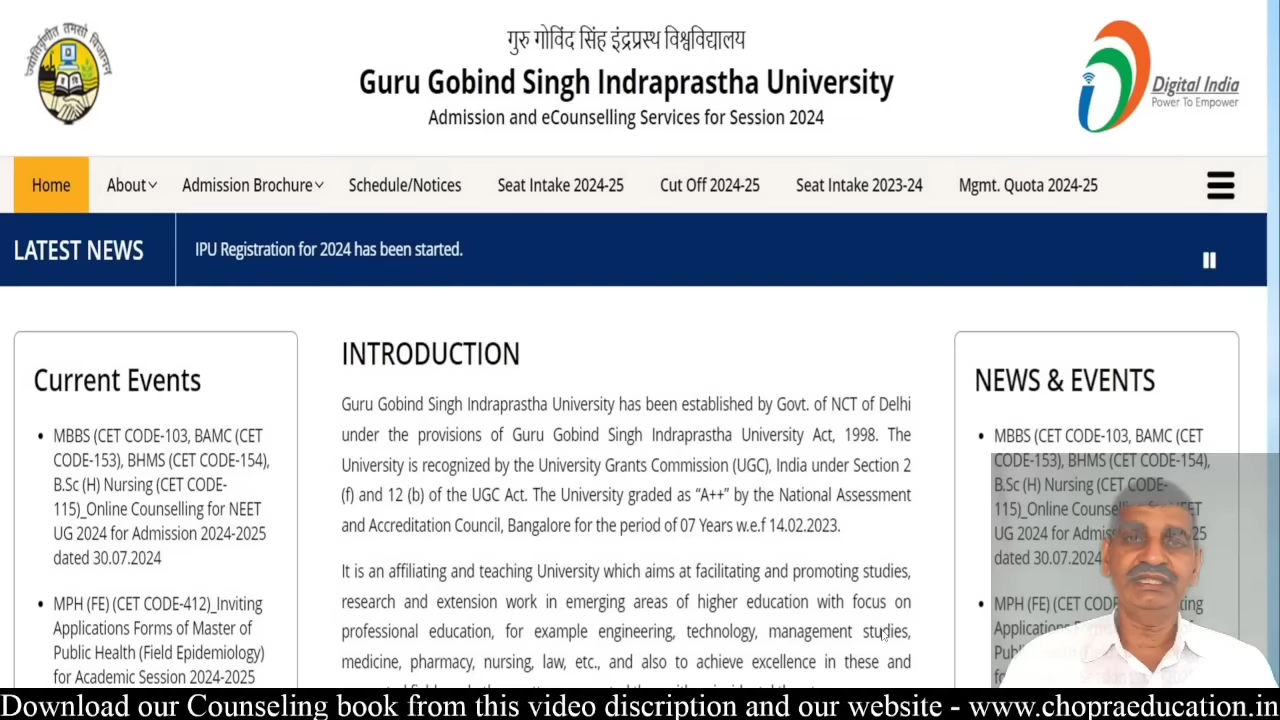 ज्योतिर्वृणीत तमसो विजानन
गुरु गोविंद सिंह इंद्रप्रस्थ विश्वविद्यालय
Guru Gobind Singh Indraprastha University
Admission and eCounselling Services for Session 2024
Digital India
Power To Empower
Home About Admission Brochure Schedule/Notices Seat Intake 2024-25 Cut Off 2024-25 Seat Intake 2023-24 Mgmt. Quota 2024-25
LATEST NEWS IPU Registration for 2024 has been started.
Current Events
MBBS (CET CODE-103, BAMC (CET
CODE-153), BHMS (CET CODE-154),
B.Sc (H) Nursing (CET CODE-
115)_Online Counselling for NEET
UG 2024 for Admission 2024-2025
dated 30.07.2024
MPH (FE) (CET CODE-412)_Inviting
Applications Forms of Master of
Public Health (Field Epidemiology)
for Academic Session 2024-2025
INTRODUCTION
Guru Gobind Singh Indraprastha University has been established by Govt. of NCT of Delhi
under the provisions of Guru Gobind Singh Indraprastha University Act, 1998. The
University is recognized by the University Grants Commission (UGC), India under Section 2
(f) and 12 (b) of the UGC Act. The University graded as “A++” by the National Assessment
and Accreditation Council, Bangalore for the period of 07 Years w.e.f 14.02.2023.
It is an affiliating and teaching University which aims at facilitating and promoting studies,
research and extension work in emerging areas of higher education with focus on
professional education, for example engineering, technology, management studies,
medicine, pharmacy, nursing, law, etc., and also to achieve excellence in these and
NEWS & EVENTS
MBBS (CET CODE-103, BAMC (CET
CODE-153), BHMS (CET CODE-154),
B.Sc (H) Nursing (CET CODE-
115)_Online
UG 2024 for
dated 30.07.2024
MPH (FE) (CET
Applications
Download our Counseling book from this video discription and our website - www.chopraeducation.in